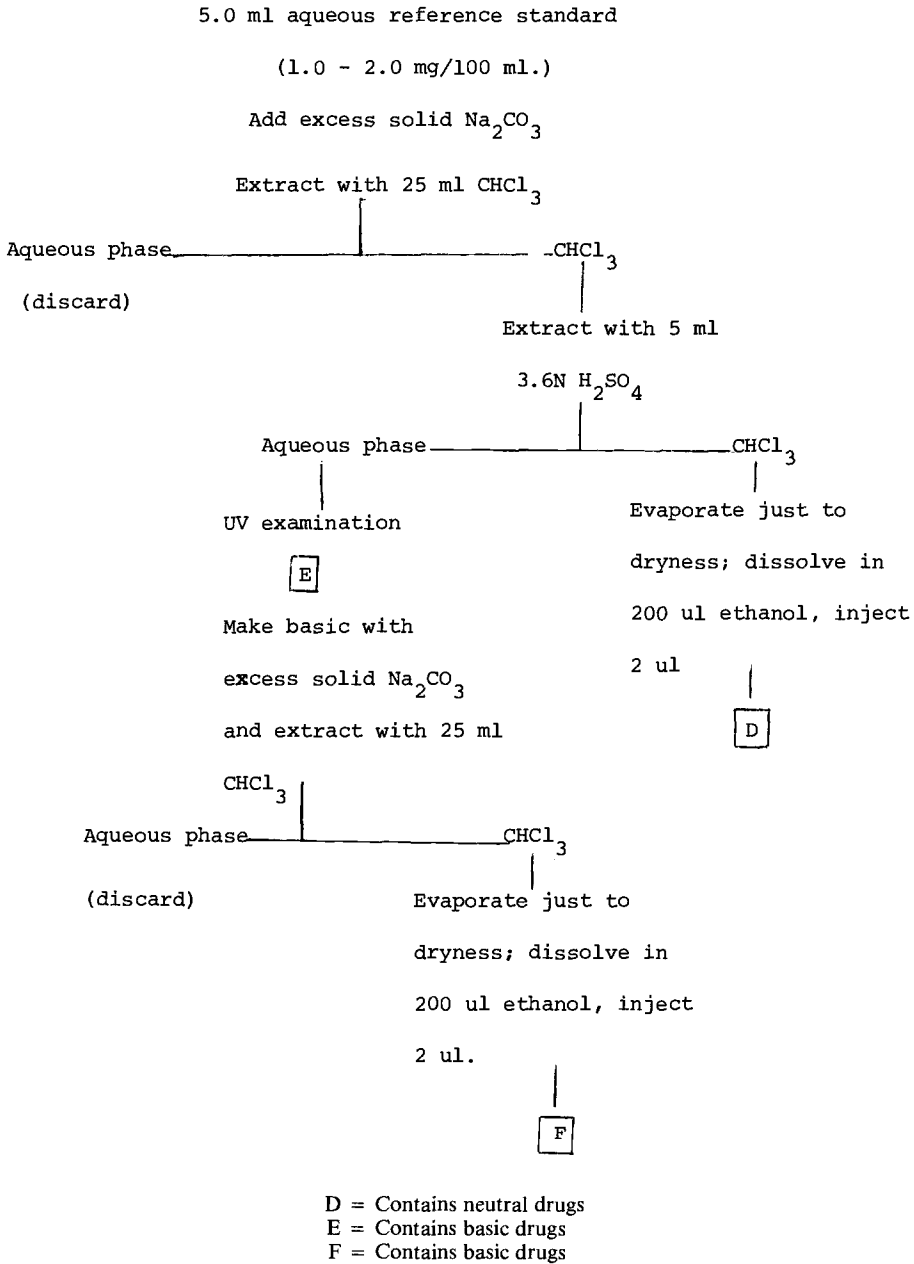 5.0 ml aqueous reference standard
(1.0 - 2.0 mg/100 ml.)
Add excess solid Na2CO3
Extract with 25 ml CHCl3
Aqueous phase
CHCl3
(discard)
Extract with 5 ml
3.6N H2SO4
Aqueous phase
CHCl3
UV examination
E
Make basic with
excess solid Na2CO3
and extract with 25 ml
CHCl3
Evaporate just to
dryness; dissolve in
200 ul ethanol, inject
2 ul
D
Aqueous phase
CHCl3
(discard)
Evaporate just to
dryness; dissolve in
200 ul ethanol, inject
2 ul.
F
D = Contains neutral drugs
E = Contains basic drugs
F = Contains basic drugs